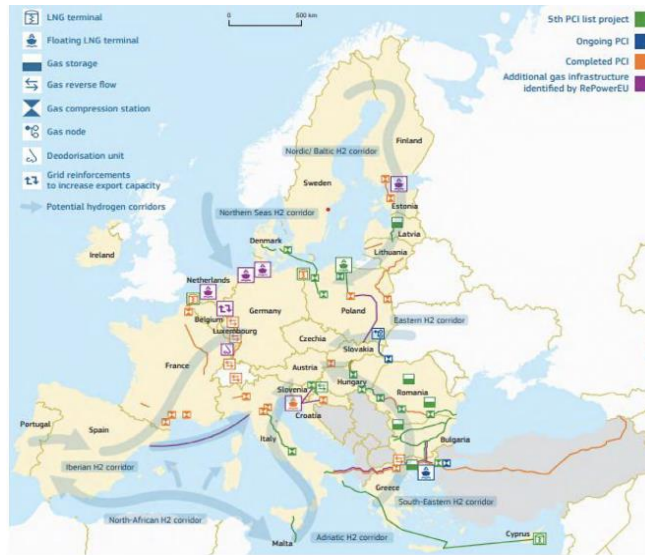 LNG terminal
Floating LNG terminal
Gas storage
Gas reverse flow
Gas compression station
Gas node
Deodorisation unit
Grid reinforcements
to increase export capacity
Potential hydrogen corridors
0
500 km
5th PCI list project
Ongoing PCI
Completed PCI
Additional gas infrastructure
identified by RePowerEU
Finland
Nordic/ Baltic H2 corridor
Sweden
Estonia
Northern Seas H2 corridor
Latvia
Denmark
Lithuania
Ireland
Netherlands
Germany
Poland
Belgium
Eastern H2 corridor
Luxembourg
Czechia
Slovakia
France
Austria
Hungary
Slovenia
Romania
Croatia
Portugal
Spain
Italy
Bulgaria
Iberian H2 corridor
Greece
South-Eastern H2 corridor
North-African H2 corridor
Adriatic H2 corridor
Malta
Cyprus